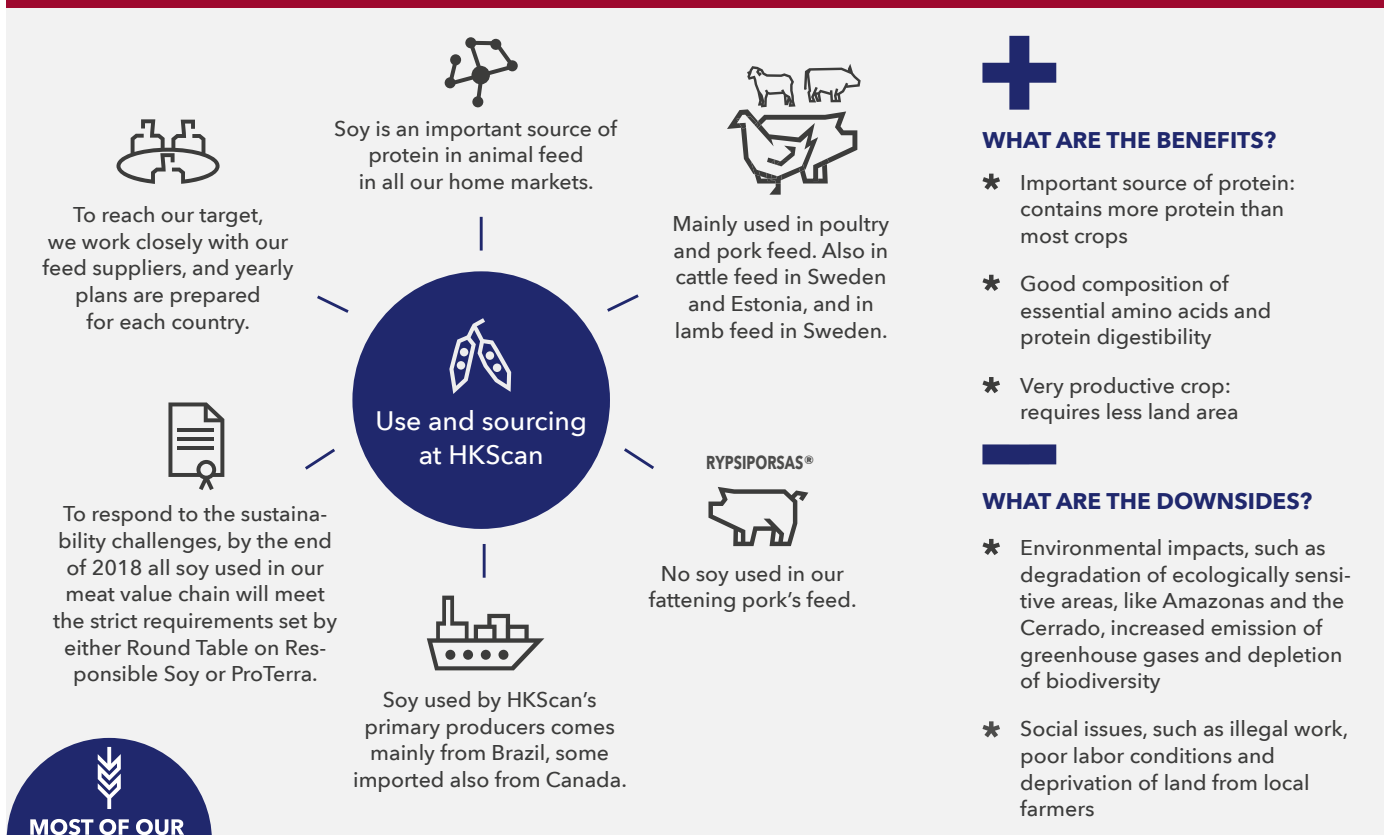 Soy is an important source of
protein in animal feed
in all our home markets.
To reach our target,
we work closely with our
feed suppliers, and yearly
plans are prepared
for each country.
Mainly used in poultry
and pork feed. Also in
cattle feed in Sweden
and Estonia, and in
lamb feed in Sweden.
Use and sourcing
at HKScan
To respond to the sustaina-
bility challenges, by the end
of 2018 all soy used in our
meat value chain will meet
the strict requirements set by
either Round Table on Res-
ponsible Soy or ProTerra.
RYPSIPORSAS®
No soy used in our
fattening pork's feed.
Soy used by HKScan's
primary producers comes
mainly from Brazil, some
imported also from Canada.
MOST OF OUR
WHAT ARE THE BENEFITS?
* Important source of protein:
contains more protein than
most crops
* Good composition of
essential amino acids and
protein digestibility
* Very productive crop:
requires less land area
WHAT ARE THE DOWNSIDES?
* Environmental impacts, such as
degradation of ecologically sensi-
tive areas, like Amazonas and the
Cerrado, increased emission of
greenhouse gases and depletion
of biodiversity
* Social issues, such as illegal work,
poor labor conditions and
deprivation of land from local
farmers